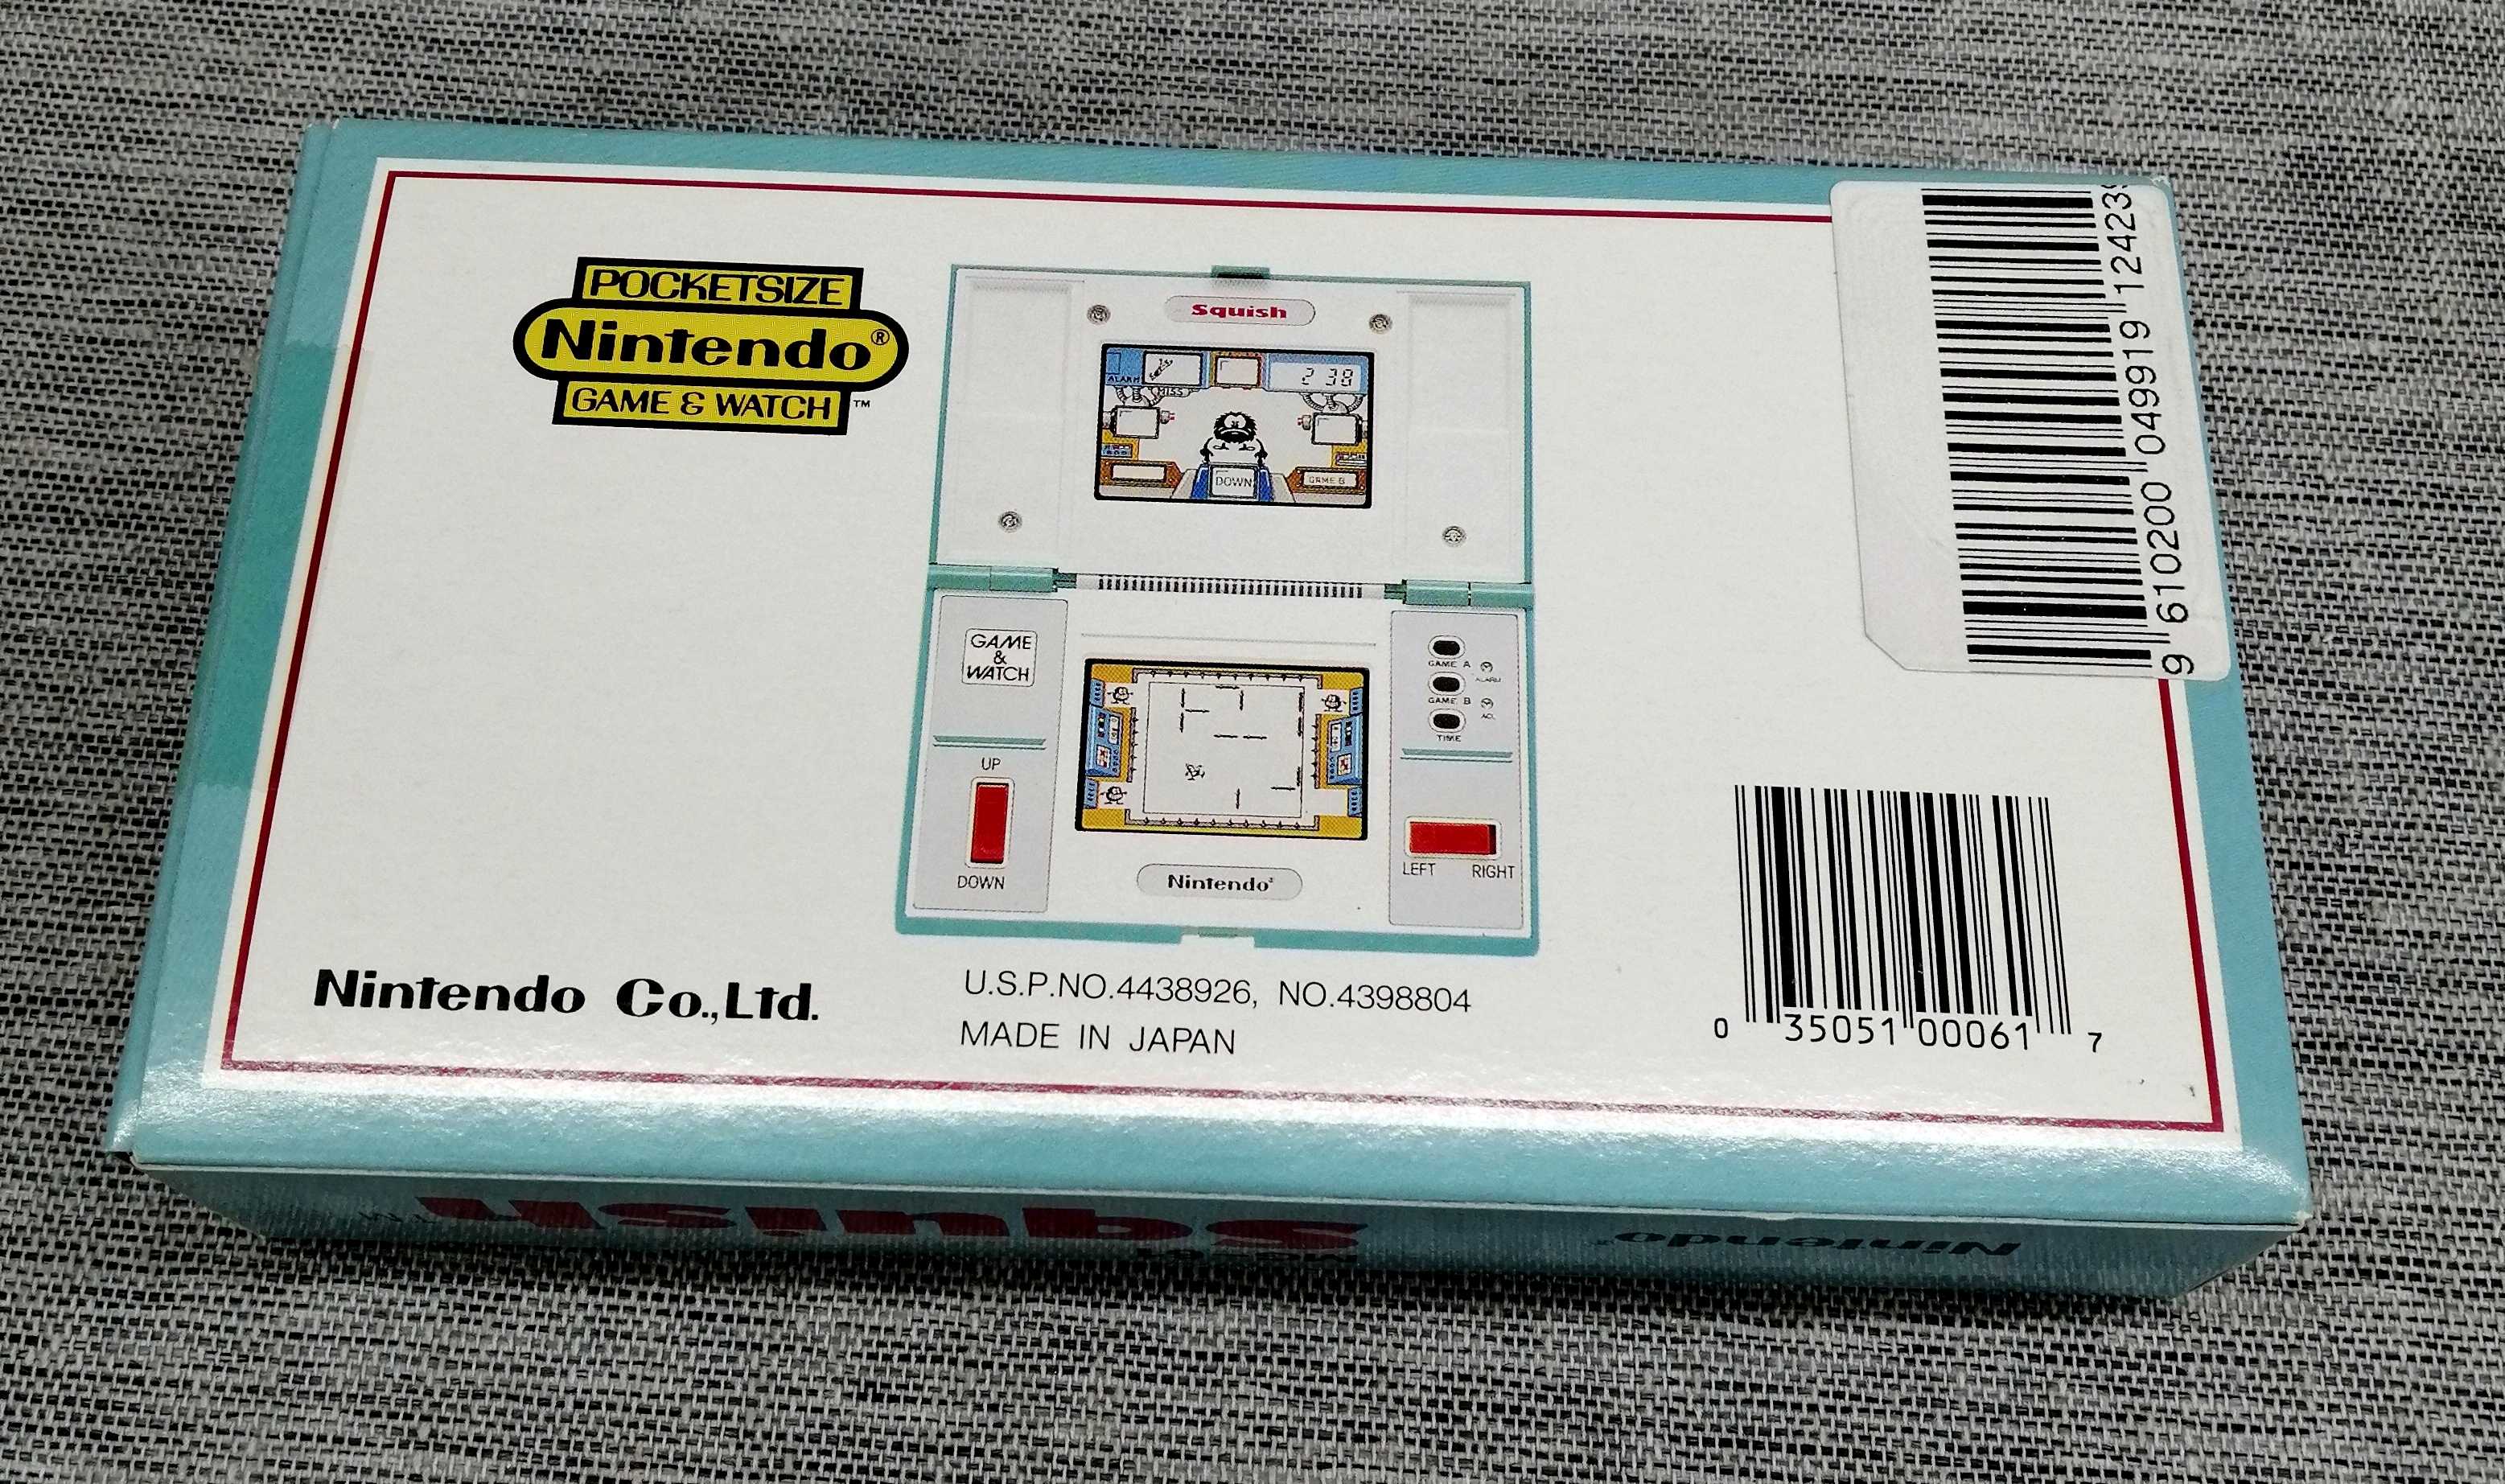 POCKETSIZE
Nintendo®
GAME & WATCH™
Squish
ALARM
MISS
2 38
DOWN
GAME B
GAME
&
WATCH
GAME A
ALARM
GAME B
ACL
TIME
UP
DOWN
LEFT RIGHT
Nintendo®
9 610200 049919 12423
Nintendo Co.,Ltd.
U.S.P.NO.4438926, NO.4398804
MADE IN JAPAN
0 35051 00061 7
Squish TM
Nintendo®